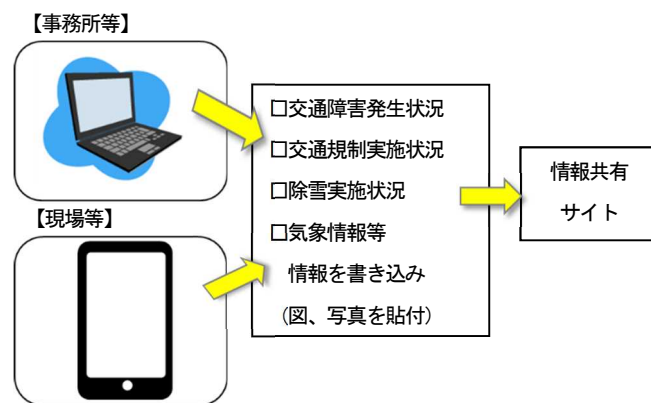 【事務所等】
【現場等】
□交通障害発生状況
□交通規制実施状況
□除雪実施状況
□気象情報等
情報を書き込み
(図、写真を貼付)
情報共有
サイト